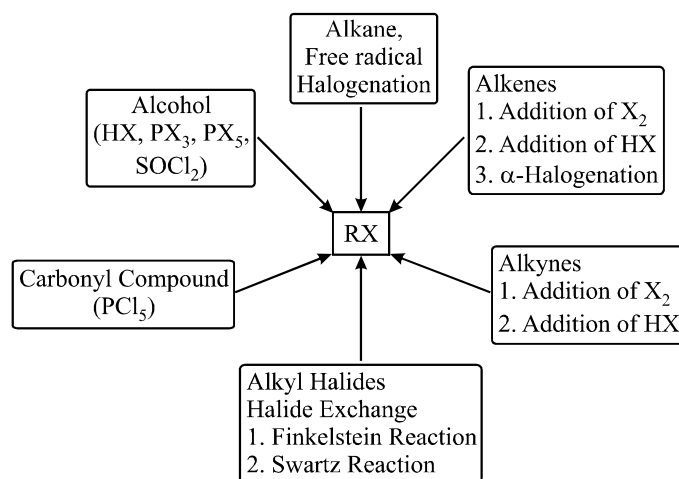 Alkane,
Free radical
Halogenation
Alcohol
(HX, PX₃, PX₅,
SOCl₂)
Alkenes
1. Addition of X₂
2. Addition of HX
3. α-Halogenation
RX
Carbonyl Compound
(PCl₅)
Alkynes
1. Addition of X₂
2. Addition of HX
Alkyl Halides
Halide Exchange
1. Finkelstein Reaction
2. Swartz Reaction